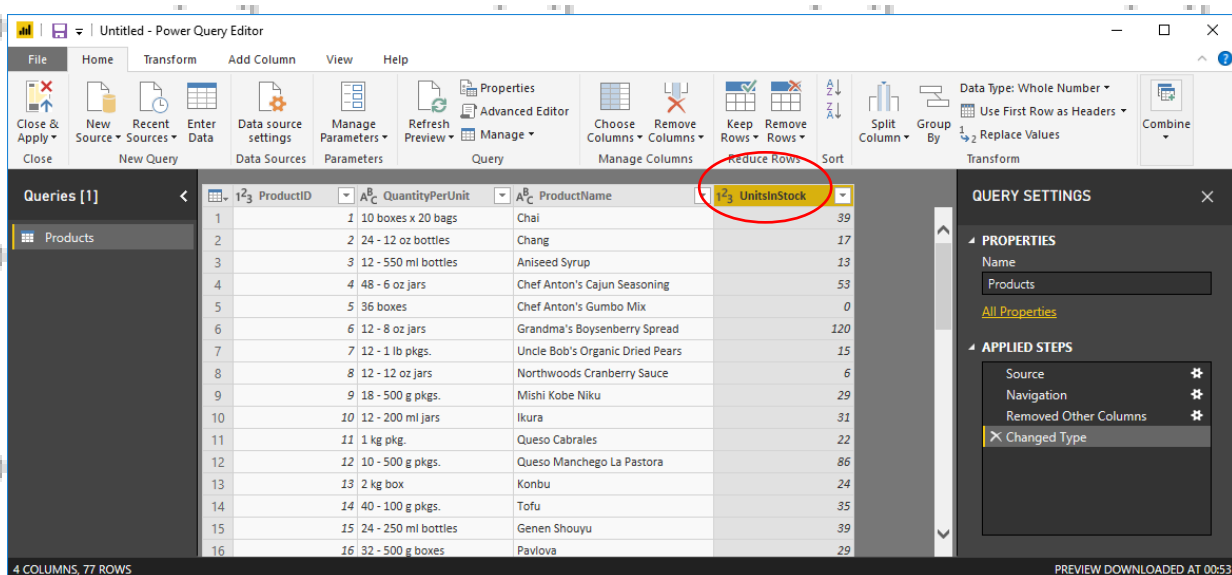 Untitled - Power Query Editor
File Home Transform Add Column View Help
Close & Apply
New Source
Recent Sources
Enter Data
Data source settings
Manage Parameters
Refresh Preview
Properties
Advanced Editor
Manage
Choose Columns
Remove Columns
Keep Rows
Remove Rows
Split Column
Group By
Data Type: Whole Number
Use First Row as Headers
Replace Values
Combine
Close New Query Data Sources Parameters Query Manage Columns Reduce Rows Sort Transform
Queries [1]
Products
1²3 ProductID ABC QuantityPerUnit ABC ProductName 1²3 UnitsInStock
1 1 10 boxes x 20 bags Chai 39
2 2 24 - 12 oz bottles Chang 17
3 3 12 - 550 ml bottles Aniseed Syrup 13
4 4 48 - 6 oz jars Chef Anton's Cajun Seasoning 53
5 5 36 boxes Chef Anton's Gumbo Mix 0
6 6 12 - 8 oz jars Grandma's Boysenberry Spread 120
7 7 12 - 1 lb pkgs. Uncle Bob's Organic Dried Pears 15
8 8 12 - 12 oz jars Northwoods Cranberry Sauce 6
9 9 18 - 500 g pkgs. Mishi Kobe Niku 29
10 10 12 - 200 ml jars Ikura 31
11 11 1 kg pkg. Queso Cabrales 22
12 12 10 - 500 g pkgs. Queso Manchego La Pastora 86
13 13 2 kg box Konbu 24
14 14 40 - 100 g pkgs. Tofu 35
15 15 24 - 250 ml bottles Genen Shouyu 39
16 16 32 - 500 g boxes Pavlova 29
QUERY SETTINGS
PROPERTIES
Name
Products
All Properties
APPLIED STEPS
Source
Navigation
Removed Other Columns
Changed Type
4 COLUMNS, 77 ROWS
PREVIEW DOWNLOADED AT 00:53